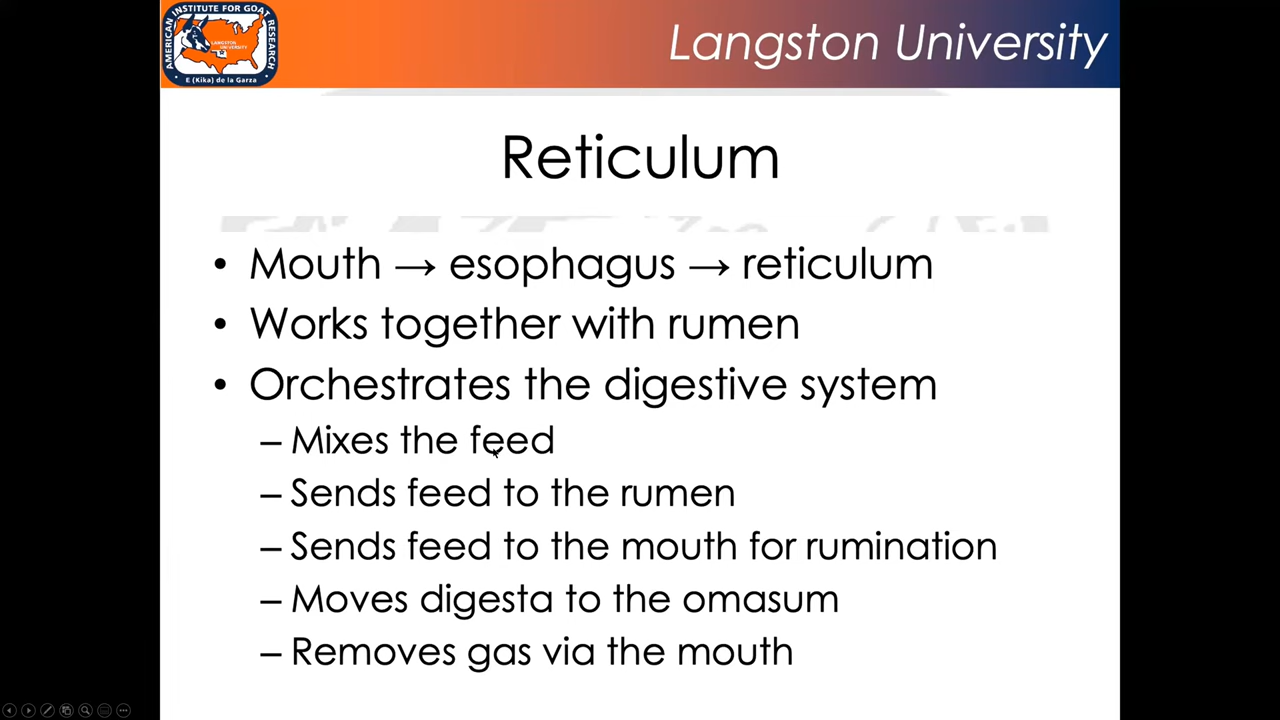 AMERICAN INSTITUTE FOR GOAT RESEARCH
LANGSTON
UNIVERSITY
• E (Kika) de la Garza •
Langston University
Reticulum
• Mouth → esophagus → reticulum
• Works together with rumen
• Orchestrates the digestive system
– Mixes the feed
– Sends feed to the rumen
– Sends feed to the mouth for rumination
– Moves digesta to the omasum
– Removes gas via the mouth